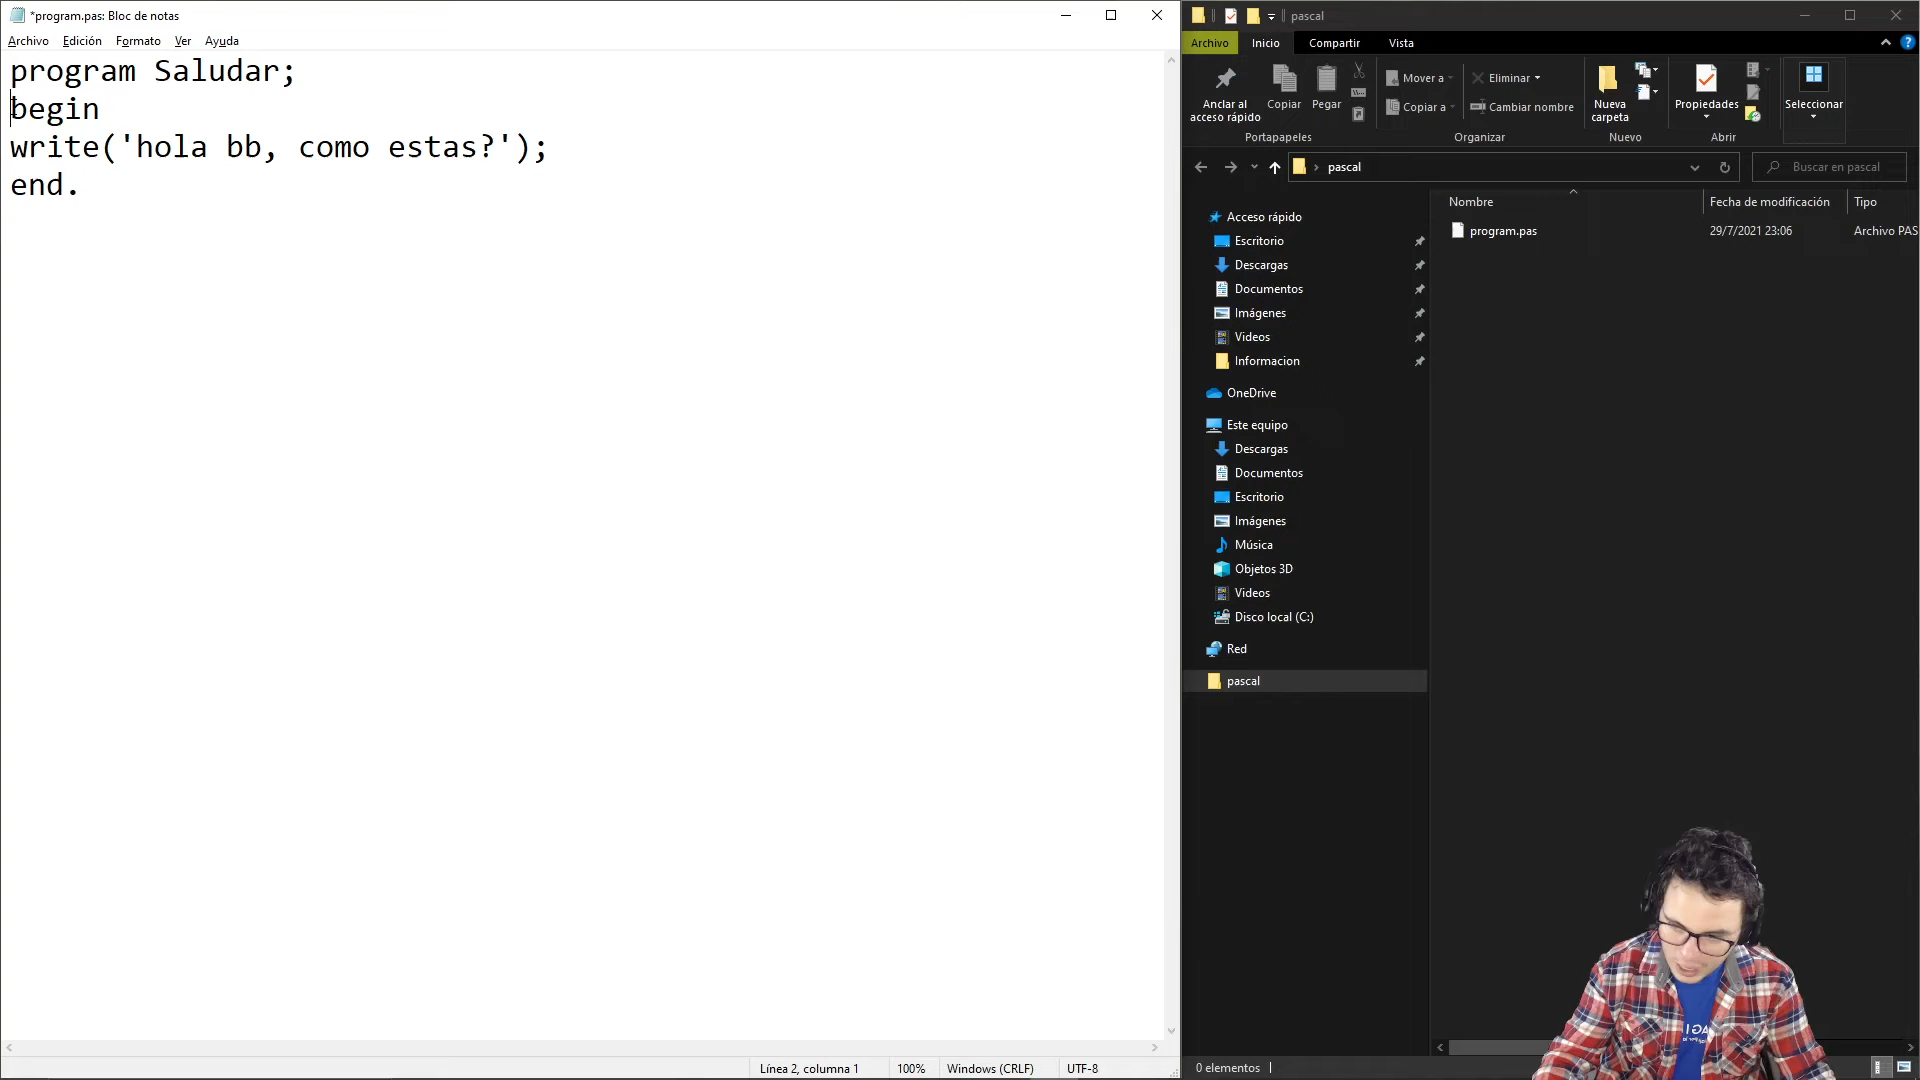 *program.pas: Bloc de notas
Archivo Edición Formato Ver Ayuda
program Saludar;
begin
write('hola bb, como estas?');
end.
Línea 2, columna 1 100% Windows (CRLF) UTF-8
pascal
Archivo Inicio Compartir Vista
Anclar al acceso rápido
Copiar
Pegar
Mover a
Copiar a
Eliminar
Cambiar nombre
Nueva carpeta
Propiedades
Seleccionar
Portapapeles Organizar Nuevo Abrir
pascal
Buscar en pascal
Nombre Fecha de modificación Tipo
program.pas 29/7/2021 23:06 Archivo PAS
Acceso rápido
Escritorio
Descargas
Documentos
Imágenes
Videos
Informacion
OneDrive
Este equipo
Descargas
Documentos
Escritorio
Imágenes
Música
Objetos 3D
Videos
Disco local (C:)
Red
pascal
0 elementos